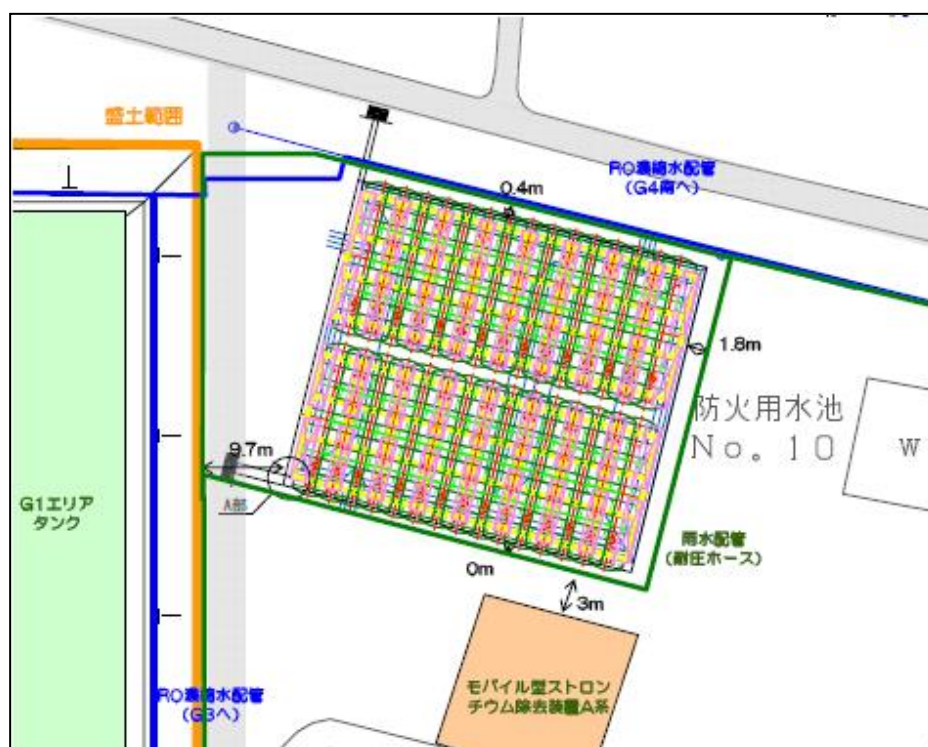 盛土範囲
RO濃縮水配管
(G4南へ)
0.4m
1.8m
防火用水池
No。10
W
9.7m
A部
G1エリア
タンク
雨水配管
(耐圧ホース)
0m
3m
モバイル型ストロン
チウム除去装置A系
RO濃縮水配管
(G3へ)